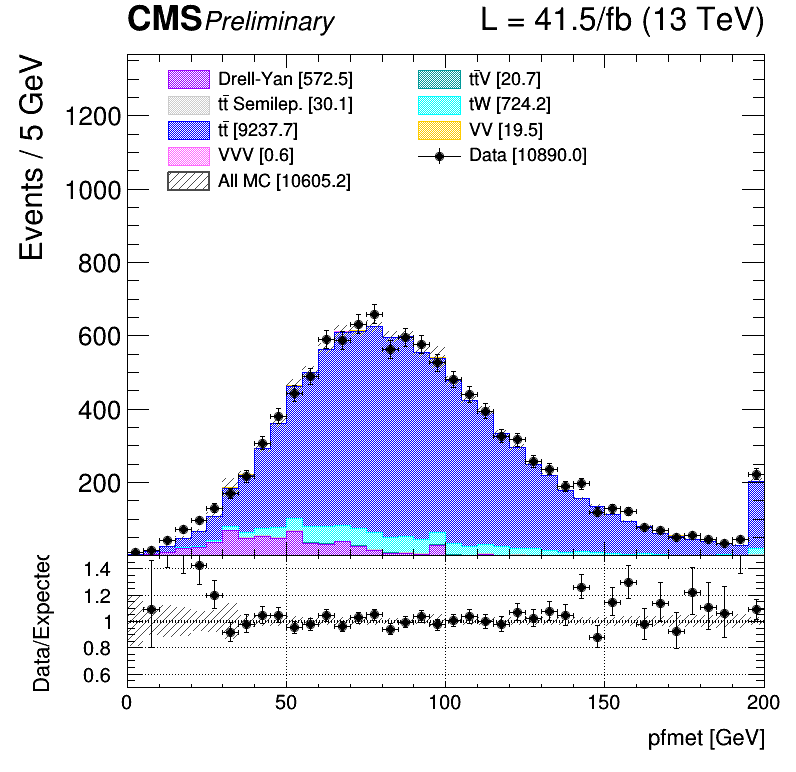 CMS Preliminary L = 41.5/fb (13 TeV)
Events / 5 GeV
Drell-Yan [572.5]
tt̄ Semilep. [30.1]
tt̄ [9237.7]
VVV [0.6]
All MC [10605.2]
tt̄V [20.7]
tW [724.2]
VV [19.5]
Data [10890.0]
1200
1000
800
600
400
200
Data/Expected
1.4
1.2
1
0.8
0.6
0 50 100 150 200
pfmet [GeV]